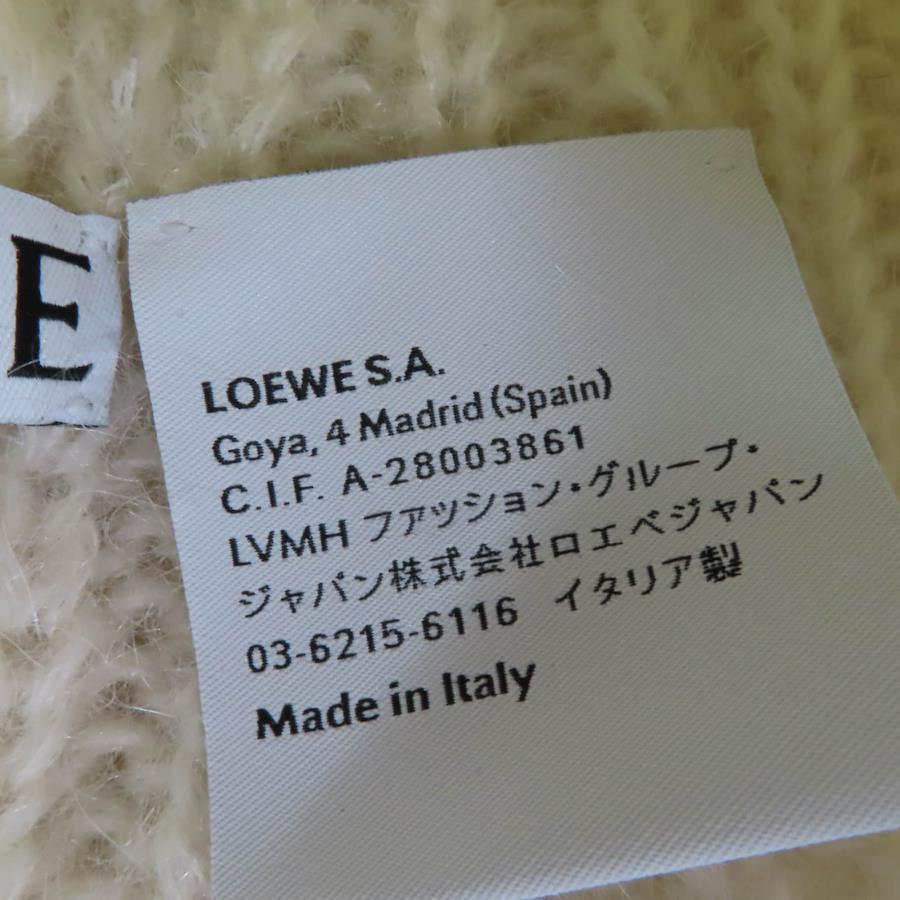 E
LOEWE S.A.
Goya, 4 Madrid (Spain)
C.I.F. A-28003861
LVMH ファッション・グループ・
ジャパン株式会社ロエベジャパン
03-6215-6116 イタリア製
Made in Italy